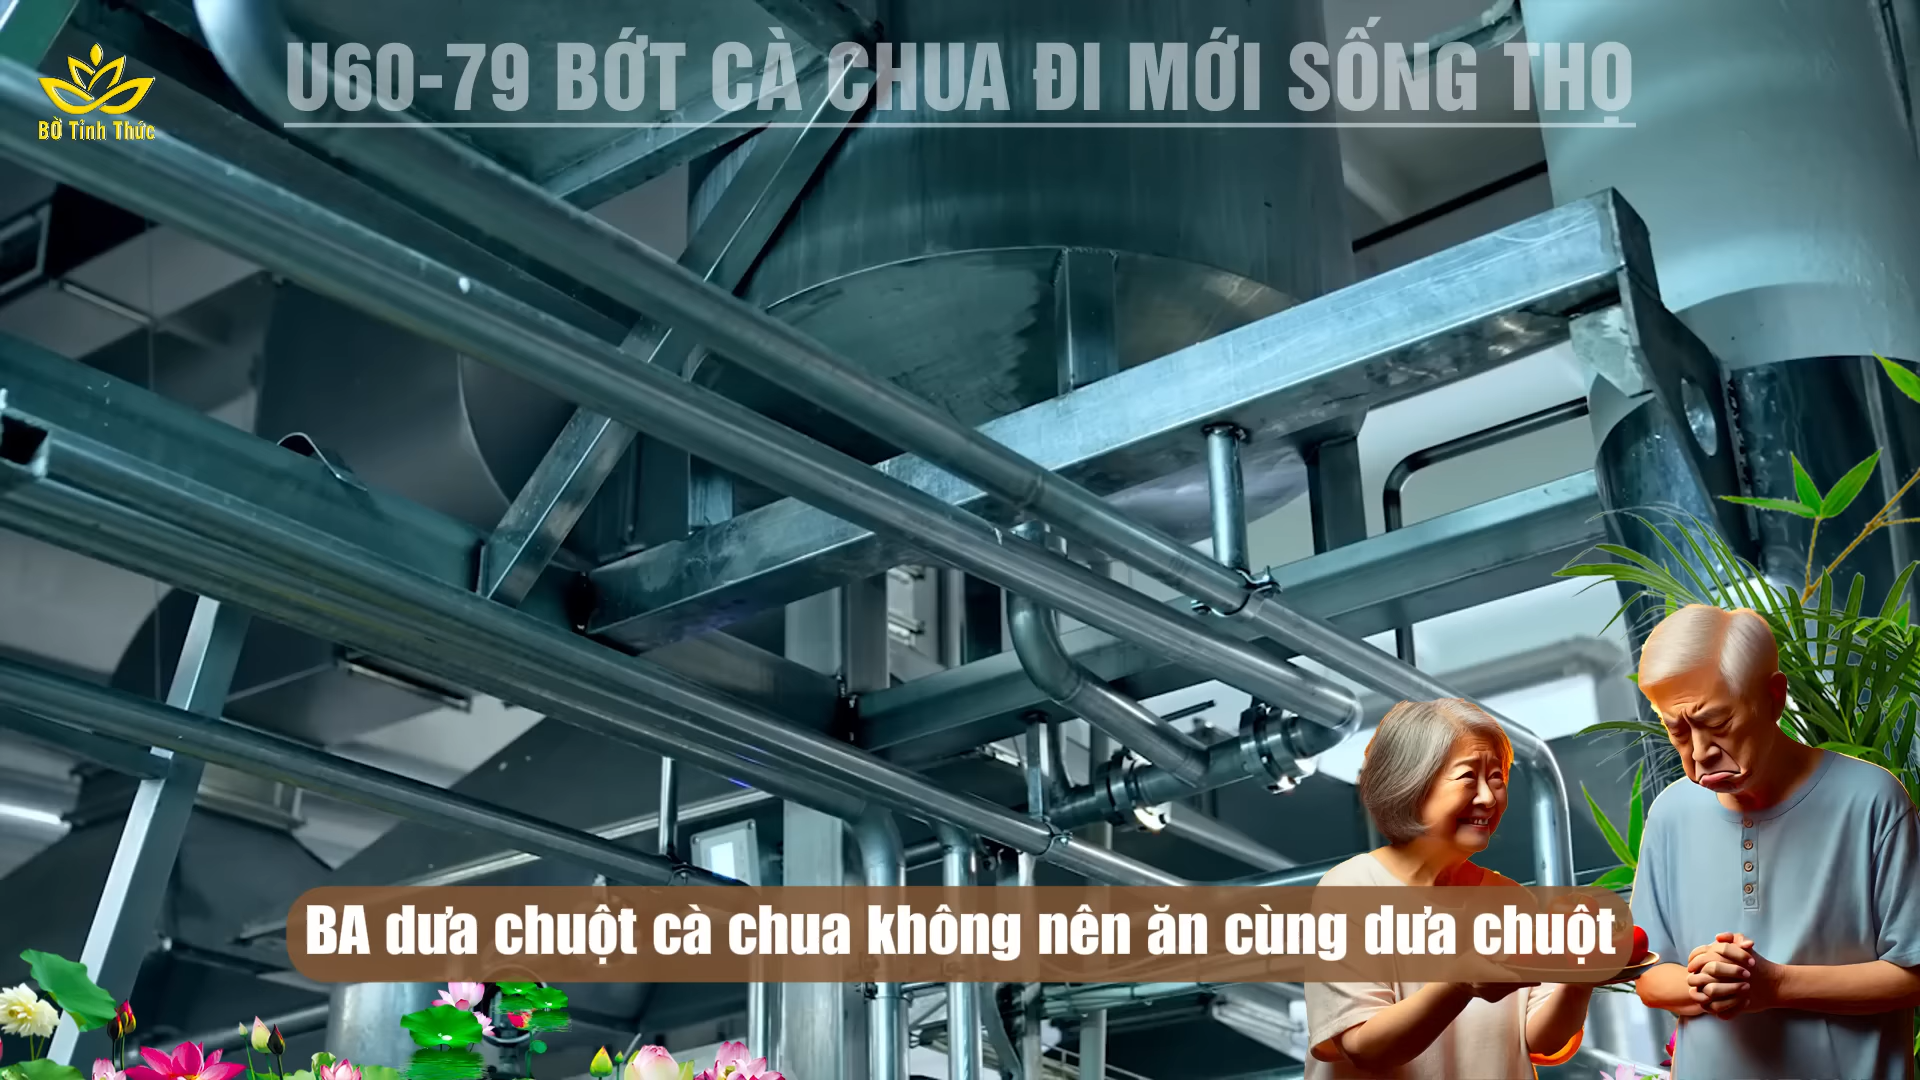 U60-79 BỚT CÀ CHUA ĐI MỚI SỐNG THỌ
BỜ Tỉnh Thức
BA dưa chuột cà chua không nên ăn cùng dưa chuột